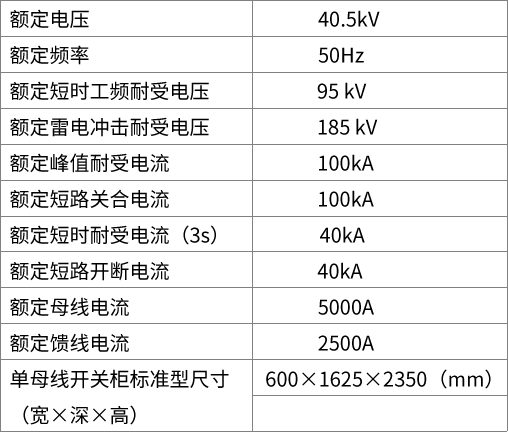 额定电压 40.5kV
额定频率 50Hz
额定短时工频耐受电压 95 kV
额定雷电冲击耐受电压 185 kV
额定峰值耐受电流 100kA
额定短路关合电流 100kA
额定短时耐受电流（3s） 40kA
额定短路开断电流 40kA
额定母线电流 5000A
额定馈线电流 2500A
单母线开关柜标准型尺寸 600×1625×2350（mm）
（宽×深×高）